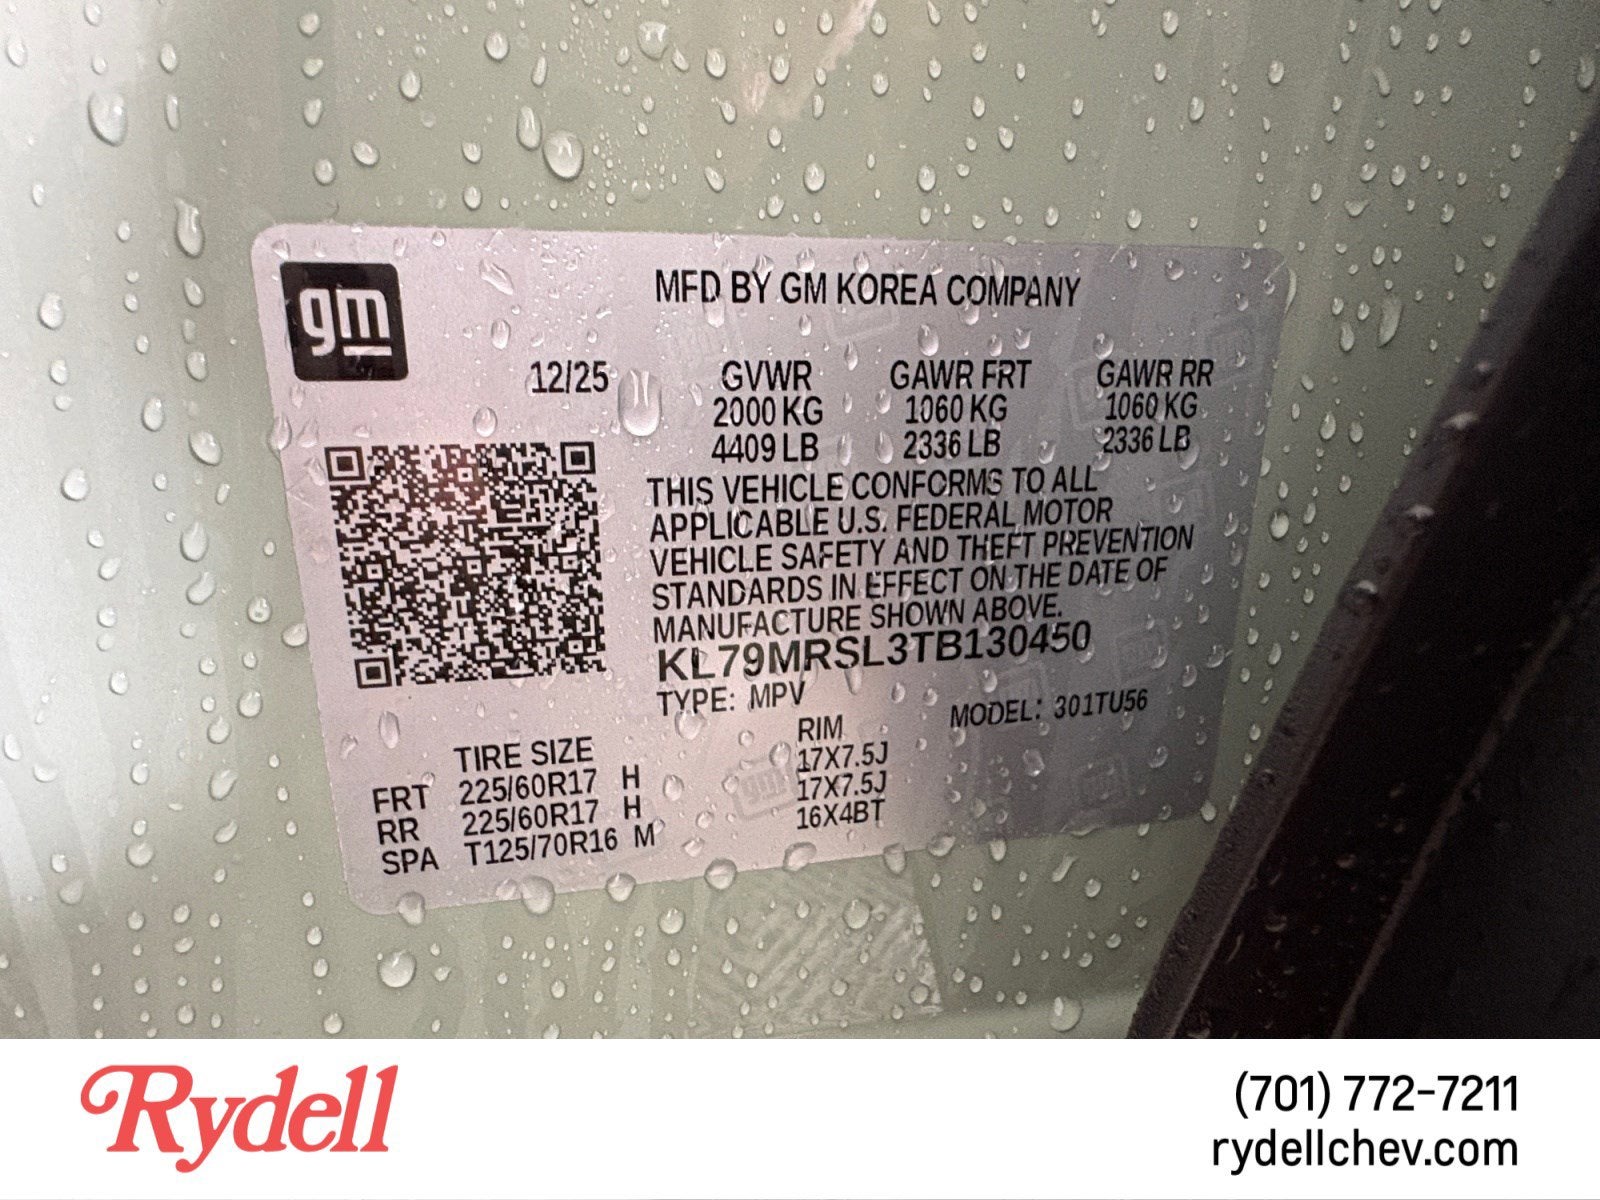 gm
MFD BY GM KOREA COMPANY
12/25 GVWR GAWR FRT GAWR RR
2000 KG 1060 KG 1060 KG
4409 LB 2336 LB 2336 LB
THIS VEHICLE CONFORMS TO ALL
APPLICABLE U.S. FEDERAL MOTOR
VEHICLE SAFETY AND THEFT PREVENTION
STANDARDS IN EFFECT ON THE DATE OF
MANUFACTURE SHOWN ABOVE.
KL79MRSL3TB130450
TYPE: MPV MODEL: 301TU56
TIRE SIZE RIM
FRT 225/60R17 H 17X7.5J
RR 225/60R17 H 17X7.5J
SPA T125/70R16 M 16X4BT
Rydell
(701) 772-7211
rydellchev.com